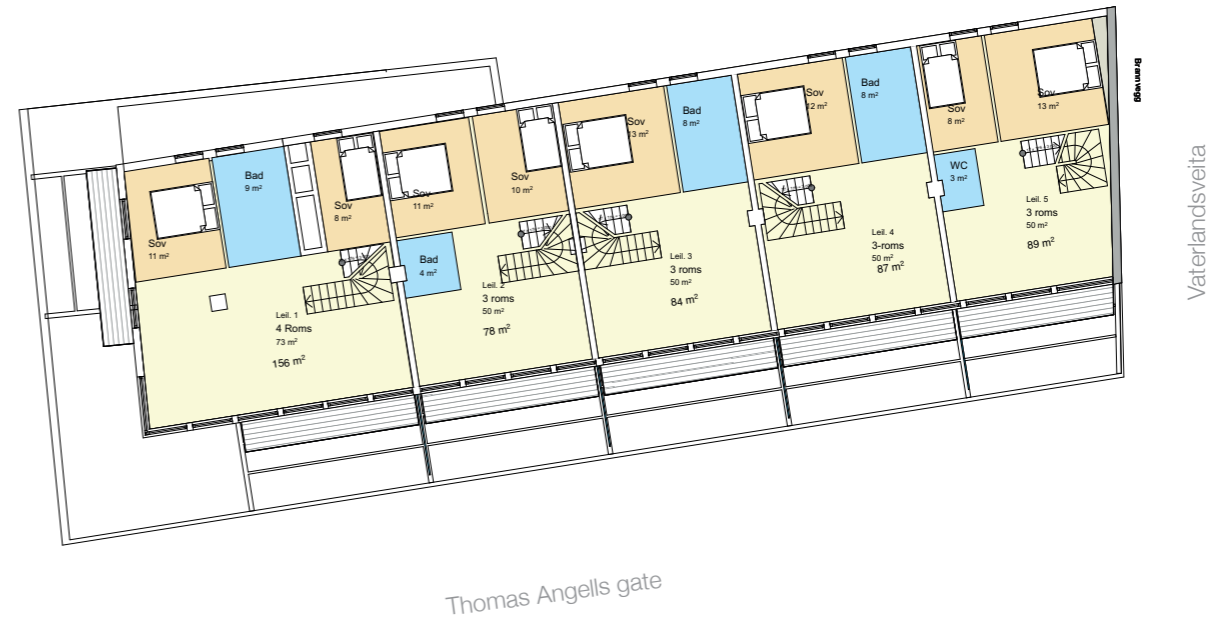 Brannvegg
Vaterlandsveita
Sov
11 m²
Bad
9 m²
Sov
8 m²
Leil. 1
4 Roms
73 m²
156 m²
Sov
11 m²
Sov
10 m²
Bad
4 m²
Leil. 2
3 roms
50 m²
78 m²
Sov
13 m²
Bad
8 m²
Leil. 3
3 roms
50 m²
84 m²
Sov
12 m²
Bad
8 m²
Leil. 4
3-roms
50 m²
87 m²
Sov
8 m²
Sov
13 m²
WC
3 m²
Leil. 5
3 roms
50 m²
89 m²
Thomas Angells gate